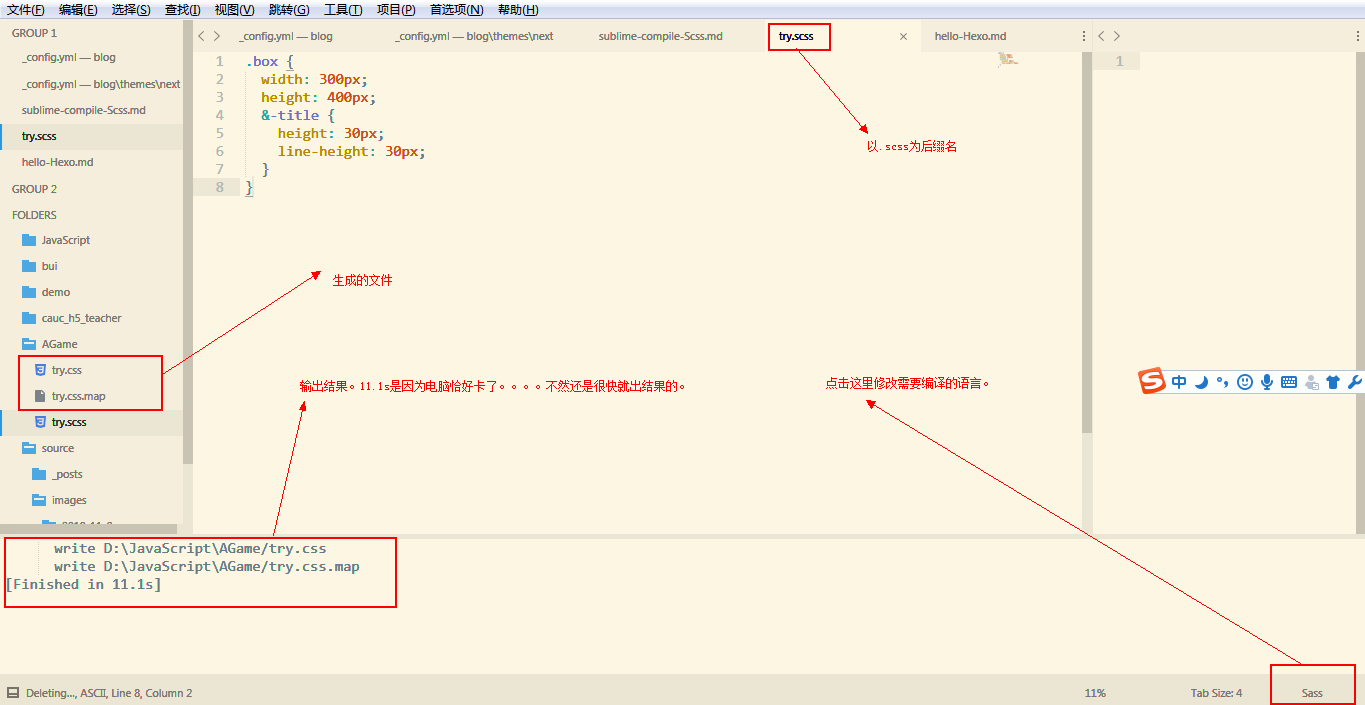 文件(F) 编辑(E) 选择(S) 查找(I) 视图(V) 跳转(G) 工具(T) 项目(P) 首选项(N) 帮助(H)
GROUP 1
_config.yml — blog
_config.yml — blog\themes\next
sublime-compile-Scss.md
try.scss
hello-Hexo.md
GROUP 2
FOLDERS
JavaScript
bui
demo
cauc_h5_teacher
AGame
try.css
try.css.map
try.scss
source
_posts
images
_config.yml — blog _config.yml — blog\themes\next sublime-compile-Scss.md try.scss × hello-Hexo.md
1 .box {
2 width: 300px;
3 height: 400px;
4 &-title {
5 height: 30px;
6 line-height: 30px;
7 }
8 }
1
以.scss为后缀名
生成的文件
输出结果。11.1s是因为电脑恰好卡了。。。。不然还是很快就出结果的。
点击这里修改需要编译的语言。
S 中
write D:\JavaScript\AGame/try.css
write D:\JavaScript\AGame/try.css.map
[Finished in 11.1s]
Deleting..., ASCII, Line 8, Column 2 11% Tab Size: 4 Sass